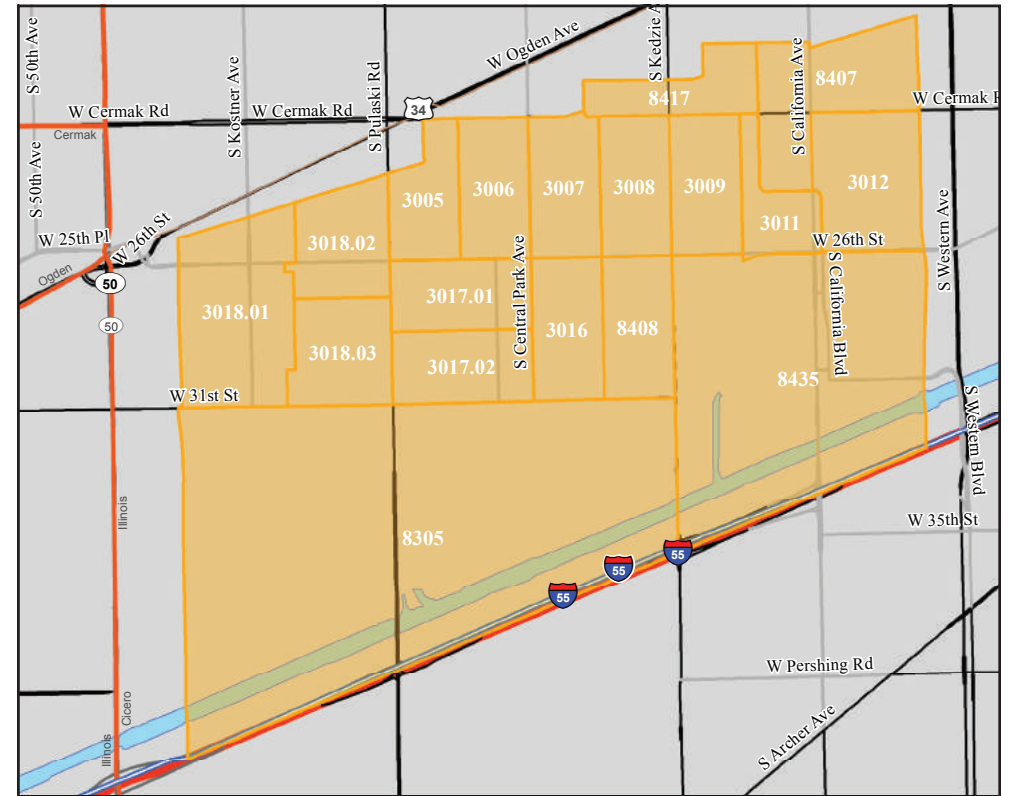 S 50th Ave
W Cermak Rd
Cermak
S 50th Ave
W 25th Pl
W 26th St
Ogden
50
50
S Kostner Ave
W Cermak Rd
S Pulaski Rd
34
W Ogden Ave
S Kedzie A
8417
S California Ave
8407
W Cermak R
3005
3006
3007
3008
3009
3011
3012
W 26th St
S Western Ave
3018.02
3018.01
3018.03
3017.01
3017.02
S Central Park Ave
3016
8408
S California Blvd
8435
W 31st St
S Western Blvd
Illinois
8305
W 35th St
55
55
55
W Pershing Rd
Cicero
Illinois
S Archer Ave